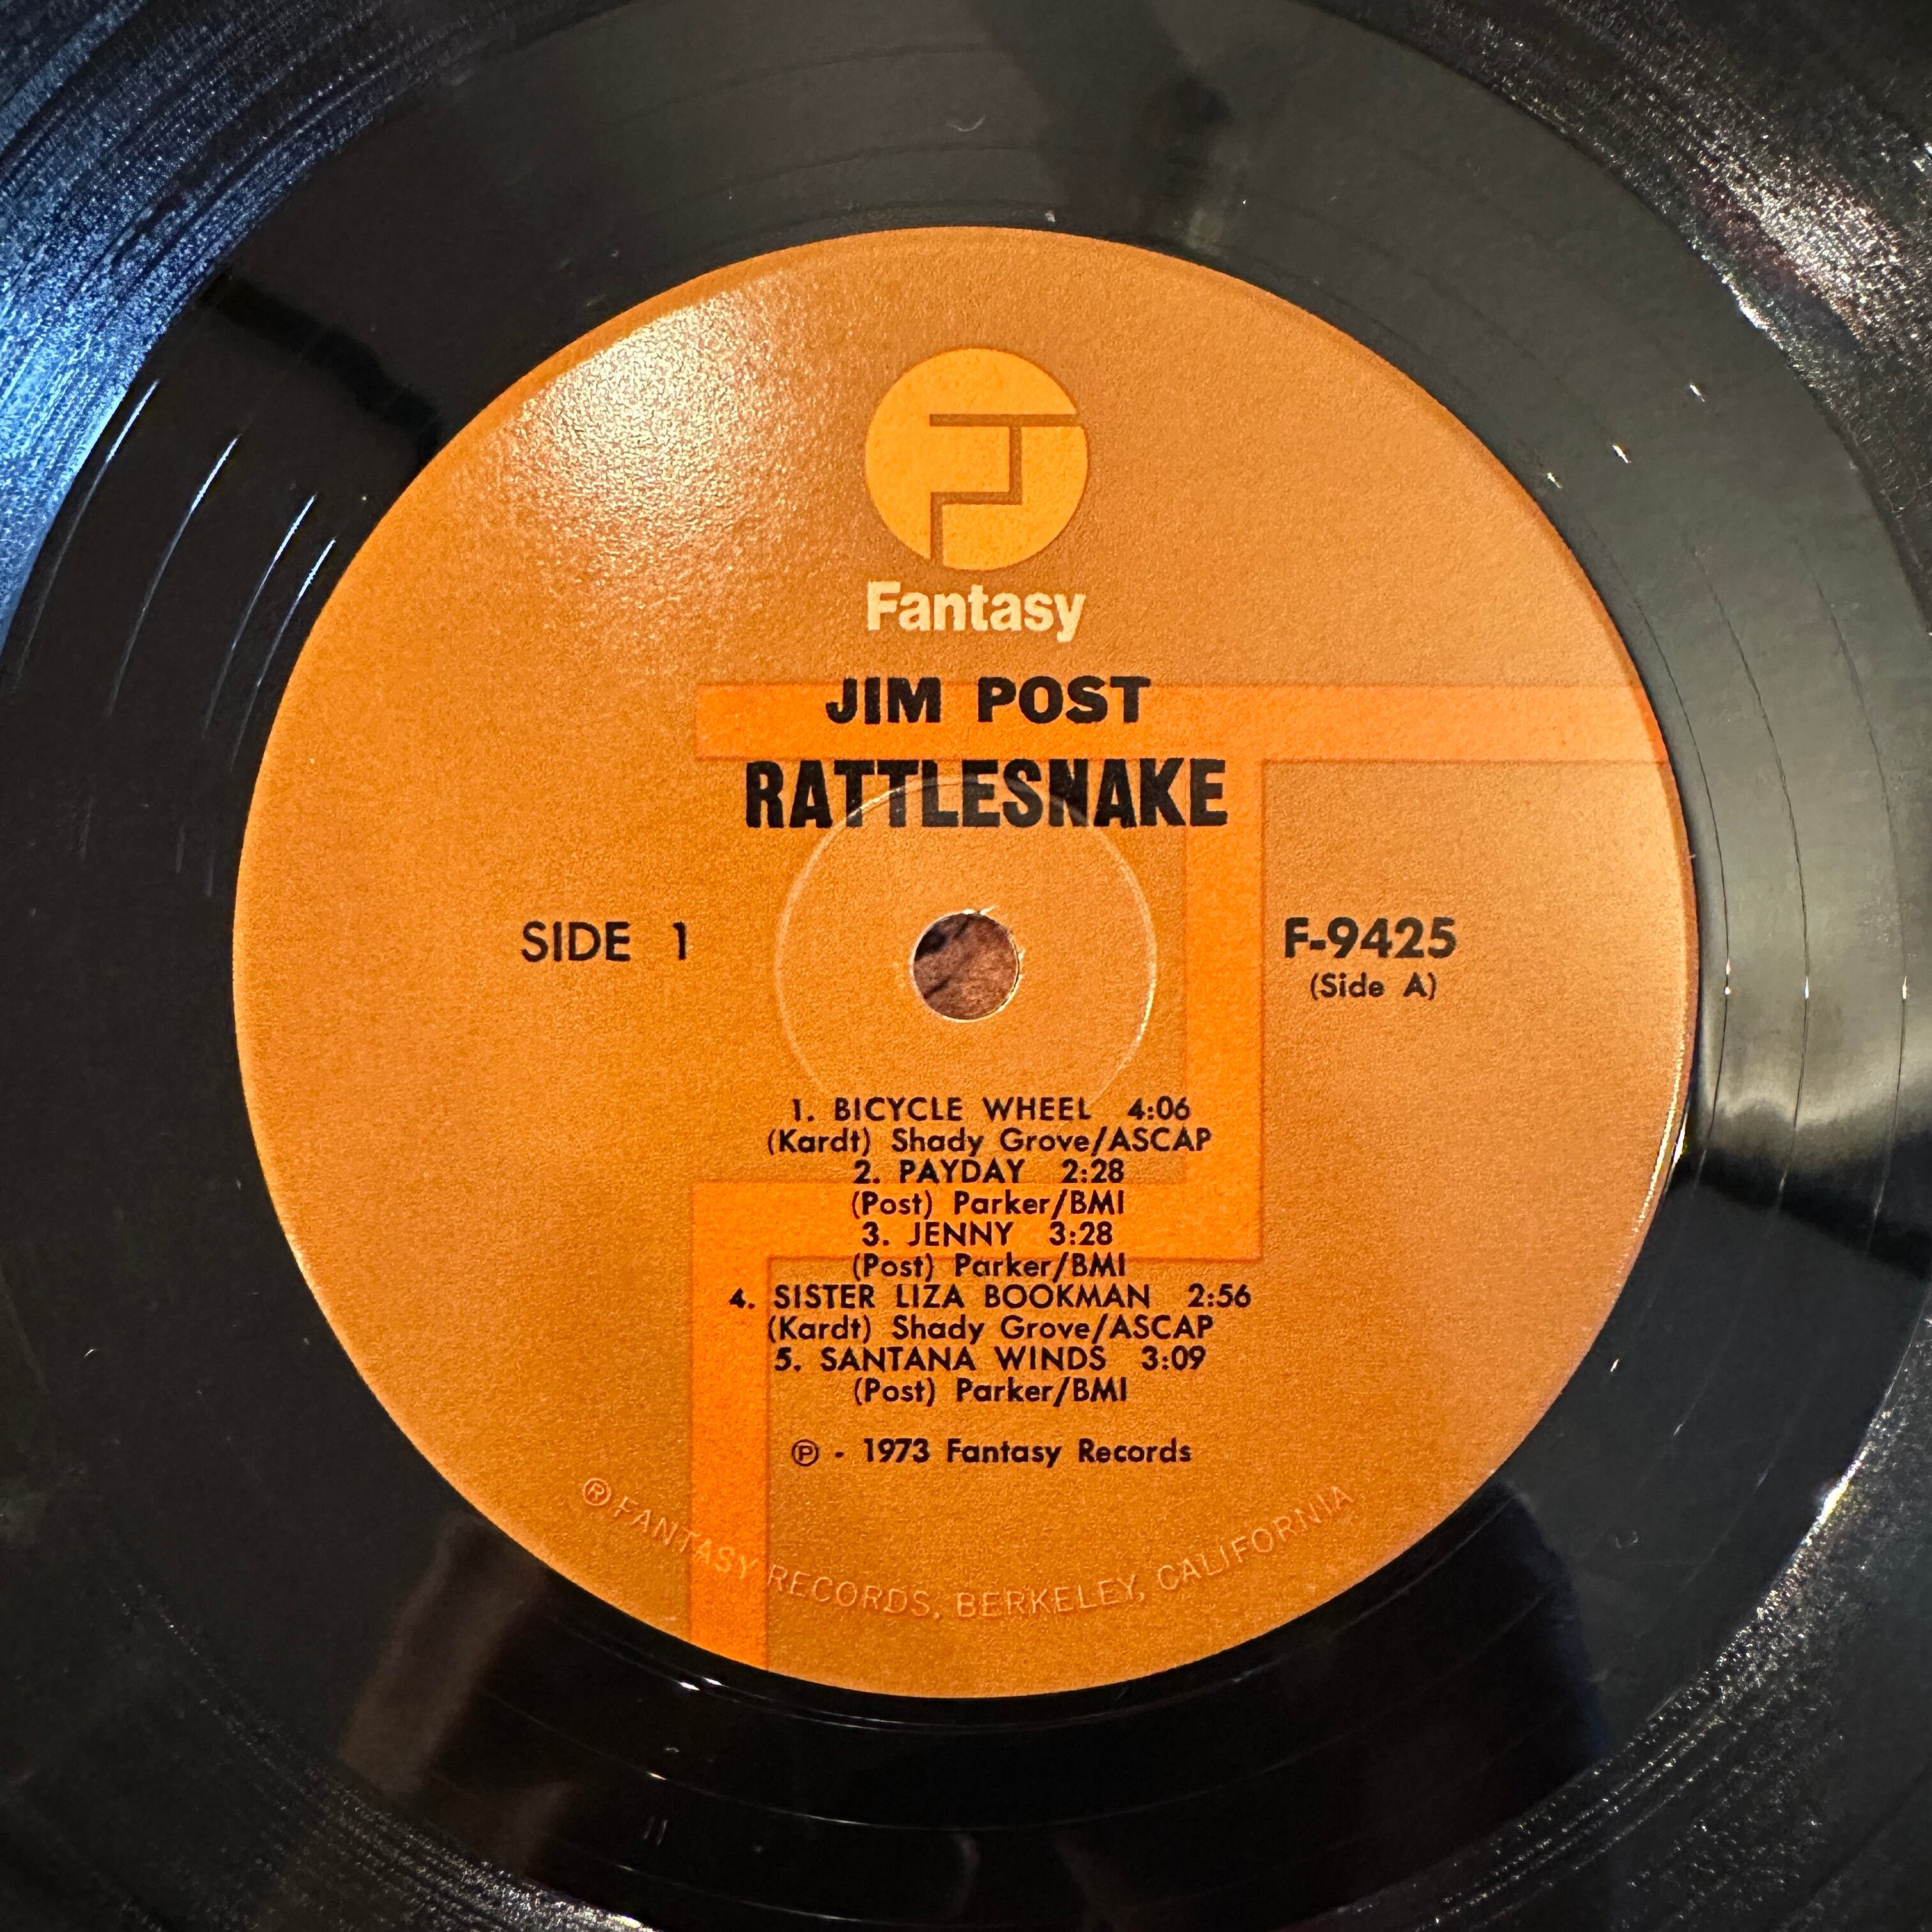 Fantasy
JIM POST
RATTLESNAKE
SIDE 1
F-9425
(Side A)
1. BICYCLE WHEEL 4:06
(Kardt) Shady Grove/ASCAP
2. PAYDAY 2:28
(Post) Parker/BMI
3. JENNY 3:28
(Post) Parker/BMI
4. SISTER LIZA BOOKMAN 2:56
(Kardt) Shady Grove/ASCAP
5. SANTANA WINDS 3:09
(Post) Parker/BMI
℗ - 1973 Fantasy Records
® FANTASY RECORDS, BERKELEY, CALIFORNIA